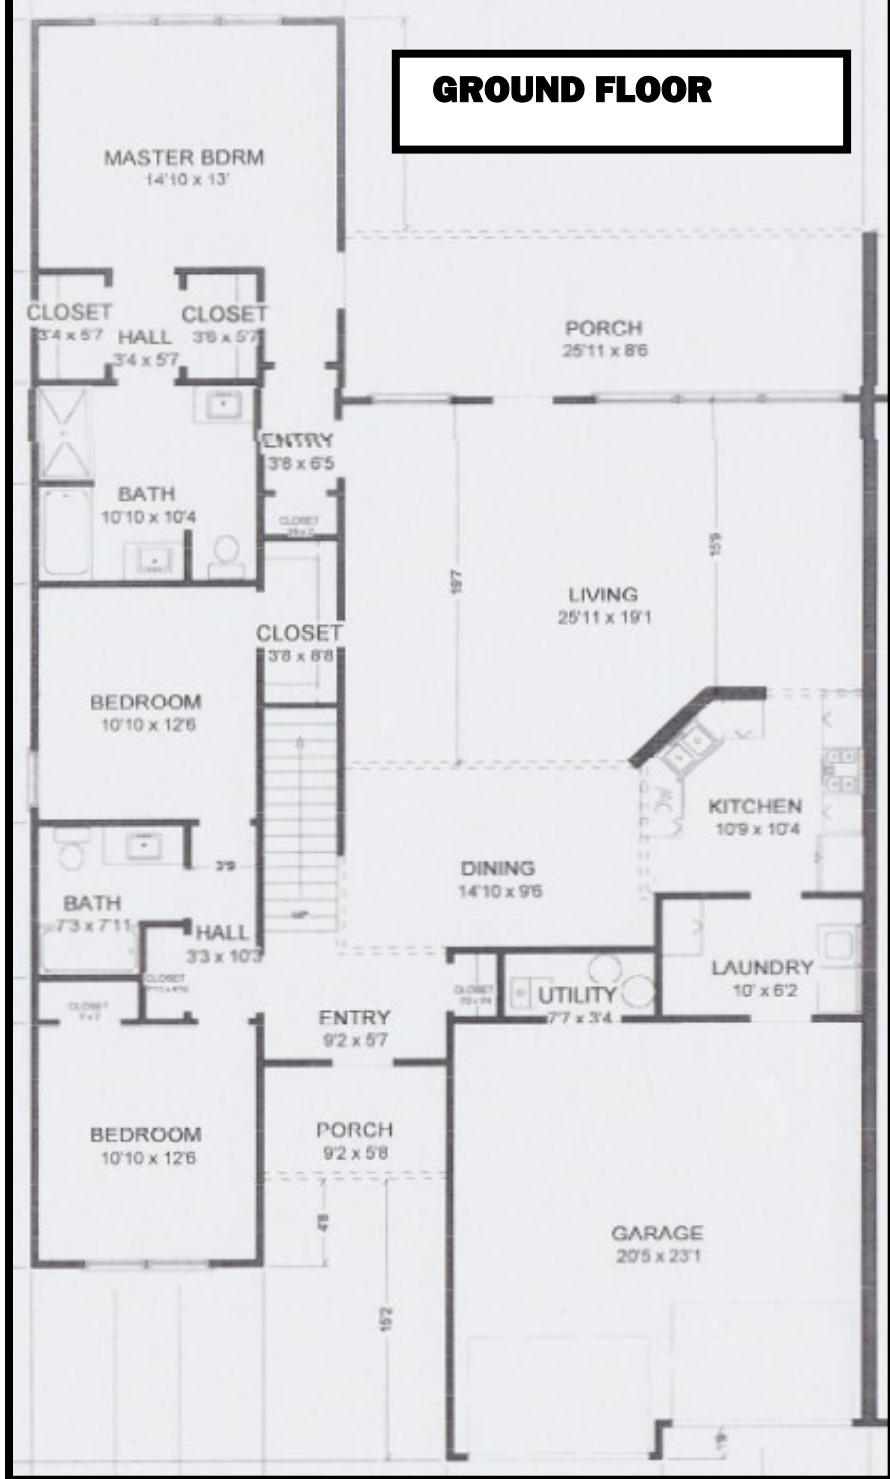 GROUND FLOOR
MASTER BDRM
14'10 x 13'
CLOSET
3'4 x 5'7
HALL
3'4 x 5'7
CLOSET
3'6 x 5'7
PORCH
25'11 x 8'6
ENTRY
3'8 x 6'5
BATH
10'10 x 10'4
CLOSET
19'7
15'9
LIVING
25'11 x 19'1
CLOSET
3'8 x 8'8
BEDROOM
10'10 x 12'6
KITCHEN
10'9 x 10'4
3'9
DINING
14'10 x 9'6
BATH
7'3 x 7'11
HALL
3'3 x 10'3
CLOSET
LAUNDRY
10' x 6'2
CLOSET
UTILITY
7'7 x 3'4
CLOSET
ENTRY
9'2 x 5'7
BEDROOM
10'10 x 12'6
PORCH
9'2 x 5'8
4'8
GARAGE
20'5 x 23'1
15'2